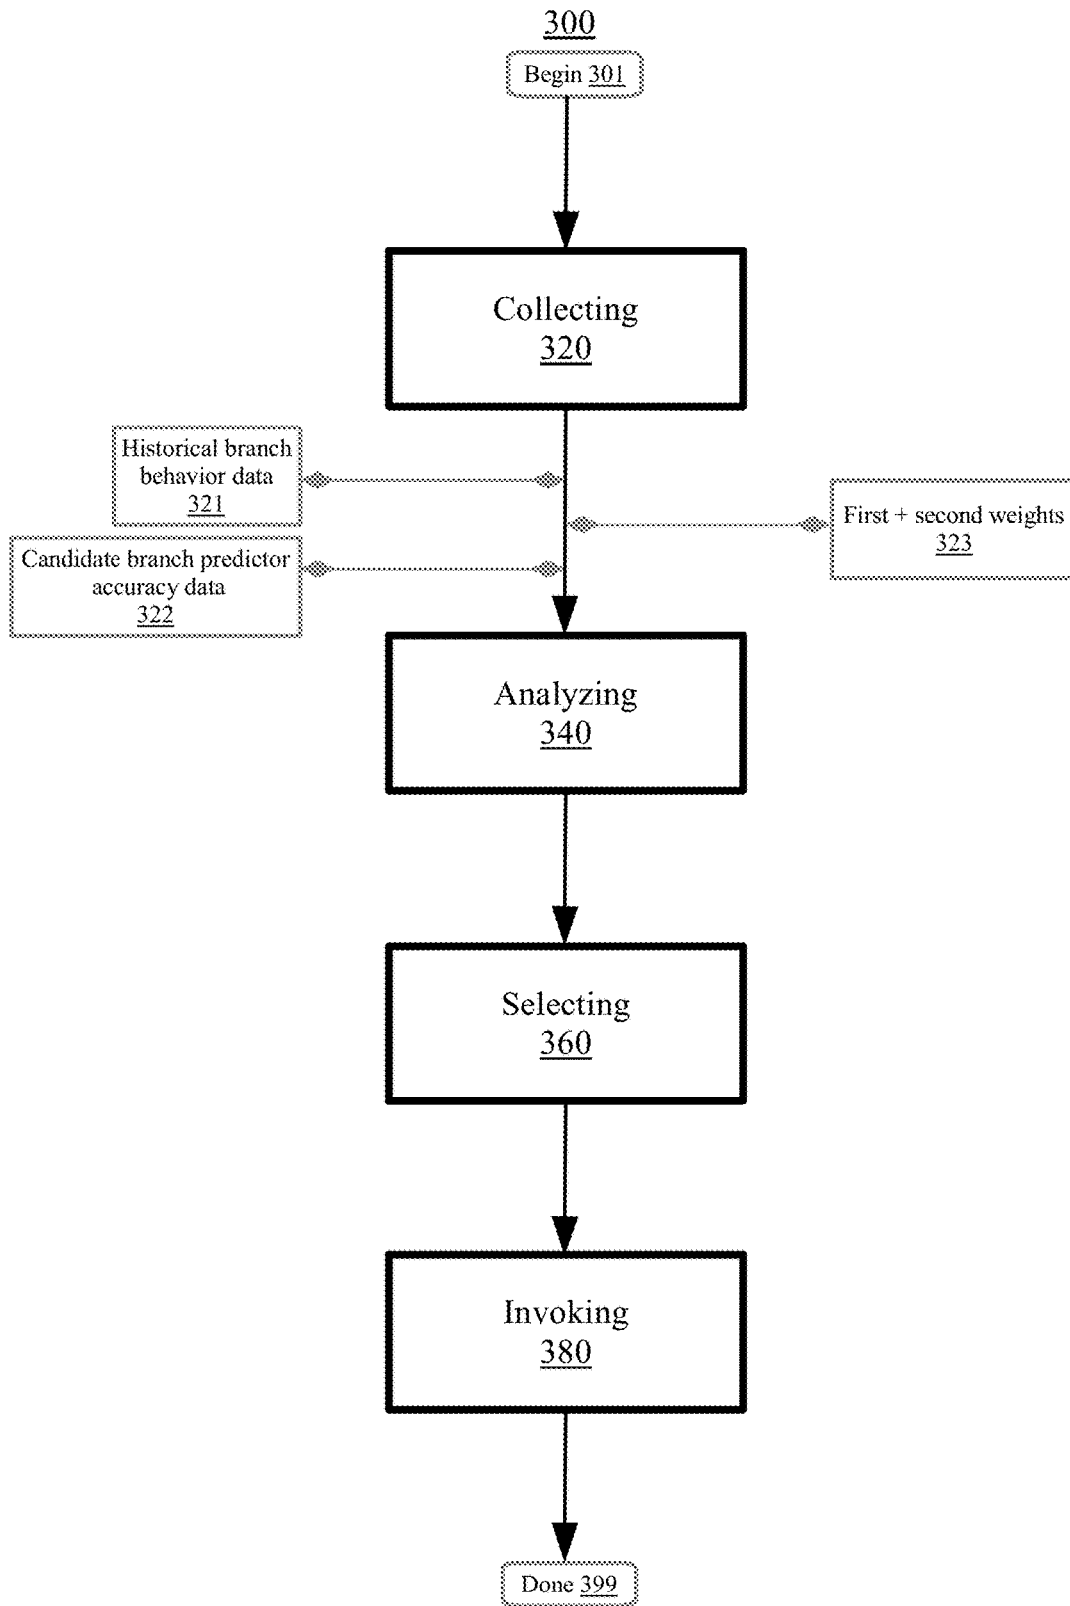 300
Begin 301
Collecting
320
Historical branch
behavior data
321
First + second weights
323
Candidate branch predictor
accuracy data
322
Analyzing
340
Selecting
360
Invoking
380
Done 399